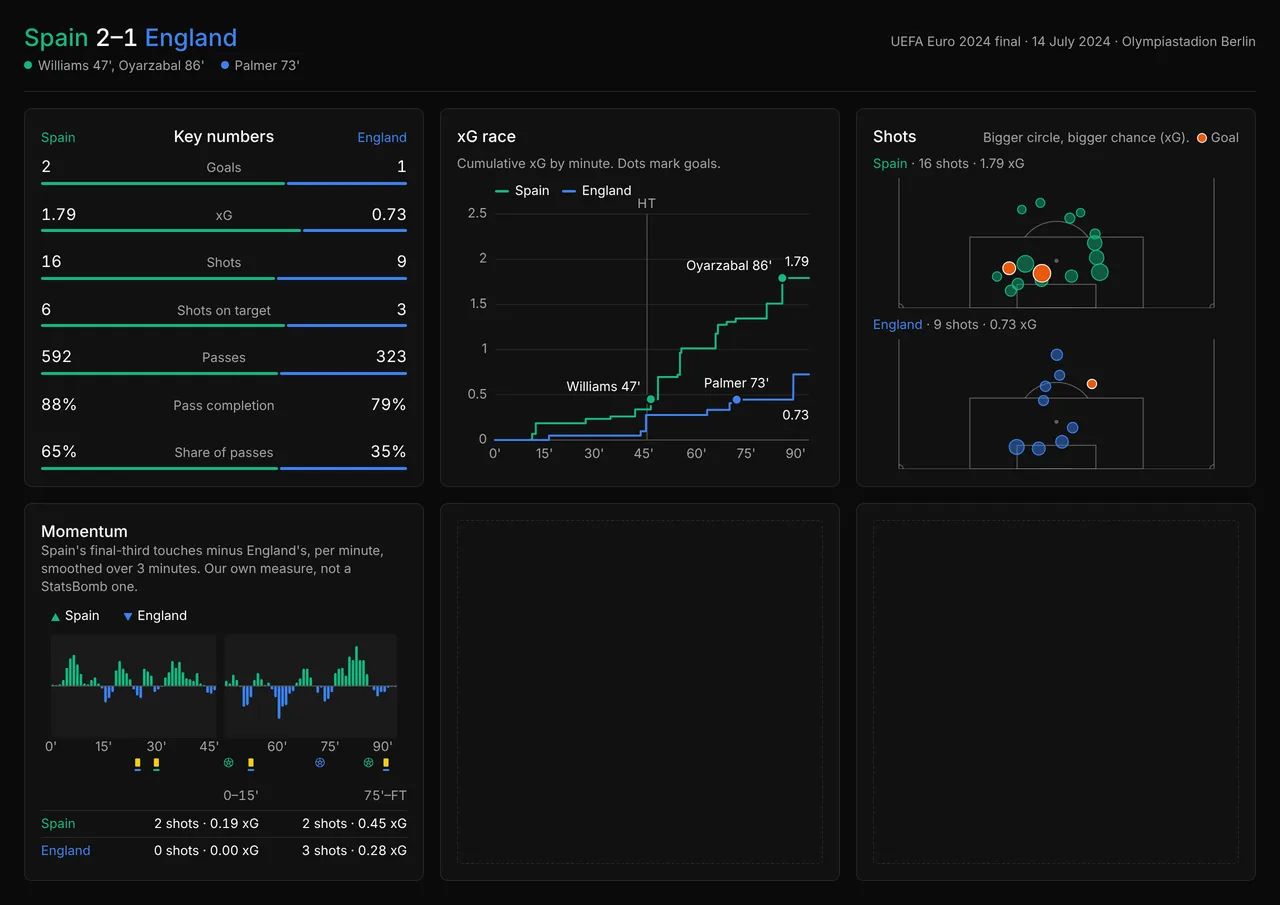 Spain 2–1 England
UEFA Euro 2024 final · 14 July 2024 · Olympiastadion Berlin
Williams 47', Oyarzabal 86' Palmer 73'
Spain Key numbers England
2 Goals 1
1.79 xG 0.73
16 Shots 9
6 Shots on target 3
592 Passes 323
88% Pass completion 79%
65% Share of passes 35%
xG race
Cumulative xG by minute. Dots mark goals.
Spain England
HT
2.5
2
1.5
1
0.5
0
Oyarzabal 86' 1.79
Williams 47' Palmer 73'
0.73
0' 15' 30' 45' 60' 75' 90'
Shots Bigger circle, bigger chance (xG). Goal
Spain · 16 shots · 1.79 xG
England · 9 shots · 0.73 xG
Momentum
Spain's final-third touches minus England's, per minute,
smoothed over 3 minutes. Our own measure, not a
StatsBomb one.
Spain England
0' 15' 30' 45' 60' 75' 90'
0–15' 75'–FT
Spain 2 shots · 0.19 xG 2 shots · 0.45 xG
England 0 shots · 0.00 xG 3 shots · 0.28 xG